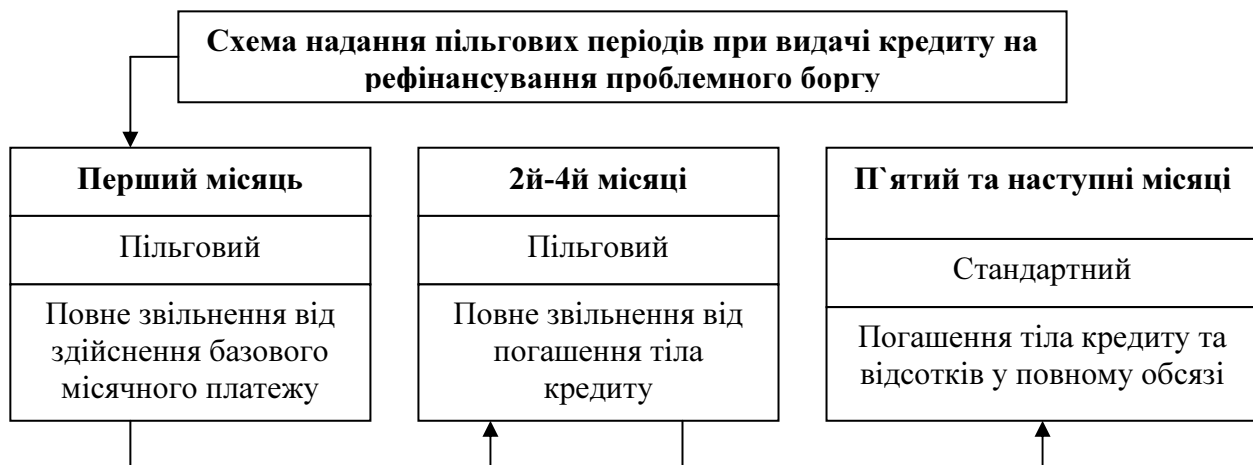 Схема надання пільгових періодів при видачі кредиту на
рефінансування проблемного боргу
Перший місяць
Пільговий
Повне звільнення від
здійснення базового
місячного платежу
2й-4й місяці
Пільговий
Повне звільнення від
погашення тіла
кредиту
П`ятий та наступні місяці
Стандартний
Погашення тіла кредиту та
відсотків у повному обсязі